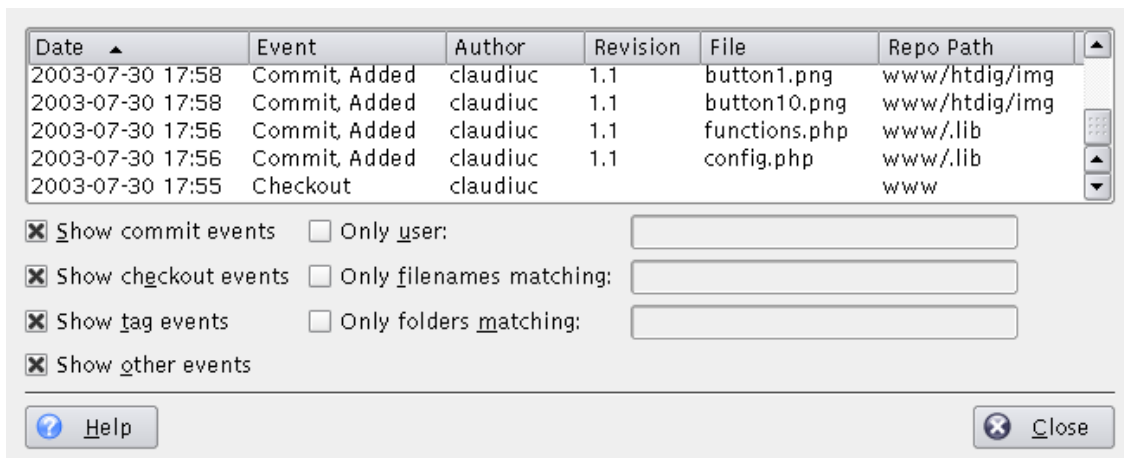 Date Event Author Revision File Repo Path
2003-07-30 17:58 Commit, Added claudiuc 1.1 button1.png www/htdig/img
2003-07-30 17:58 Commit, Added claudiuc 1.1 button10.png www/htdig/img
2003-07-30 17:56 Commit, Added claudiuc 1.1 functions.php www/.lib
2003-07-30 17:56 Commit, Added claudiuc 1.1 config.php www/.lib
2003-07-30 17:55 Checkout claudiuc www
Show commit events Only user:
Show checkout events Only filenames matching:
Show tag events Only folders matching:
Show other events
Help Close